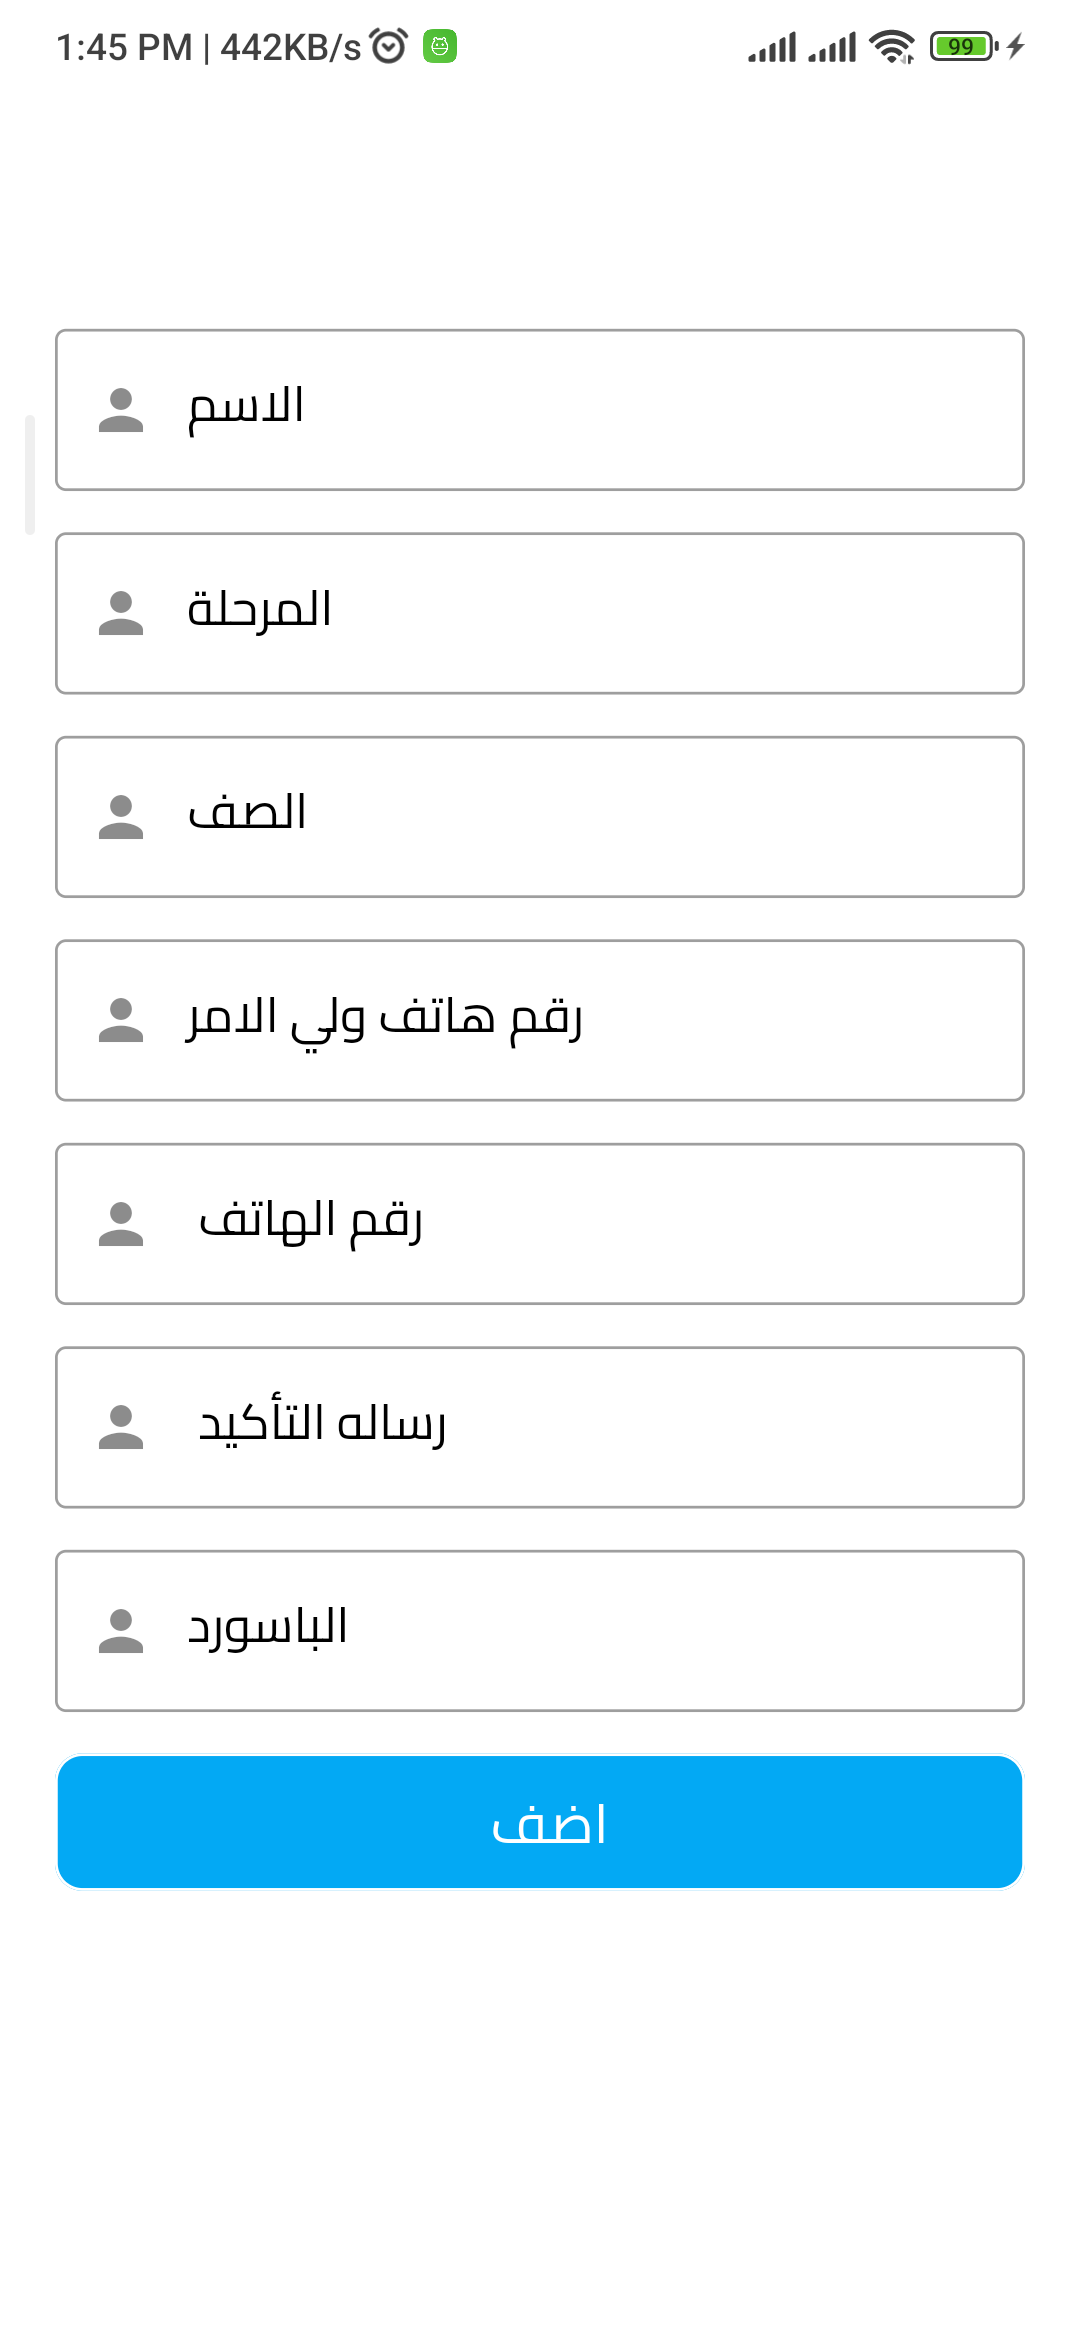 1:45 PM | 442KB/s 99
الاسم
المرحلة
الصف
رقم هاتف ولي الامر
رقم الهاتف
رساله التأكيد
الباسورد
اضف